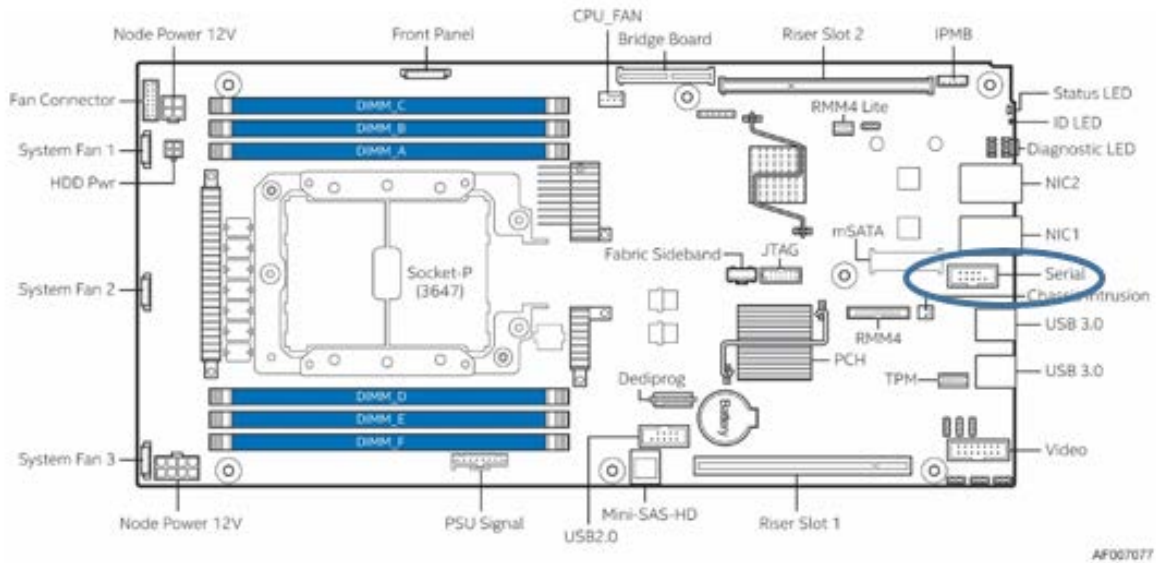 CPU_FAN
Node Power 12V
Front Panel
Bridge Board
Riser Slot 2
IPMB
Fan Connector
DIMM_C
DIMM_B
DIMM_A
RMM4 Lite
Status LED
ID LED
System Fan 1
Diagnostic LED
HDD Pwr
NIC2
mSATA
NIC1
Fabric Sideband
JTAG
Socket-P
(3647)
Serial
System Fan 2
Chassis Intrusion
RMM4
USB 3.0
PCH
Dediprog
TPM
USB 3.0
DIMM_D
DIMM_E
DIMM_F
Battery
System Fan 3
Video
Node Power 12V
PSU Signal
USB2.0
Mini-SAS-HD
Riser Slot 1
AF007077